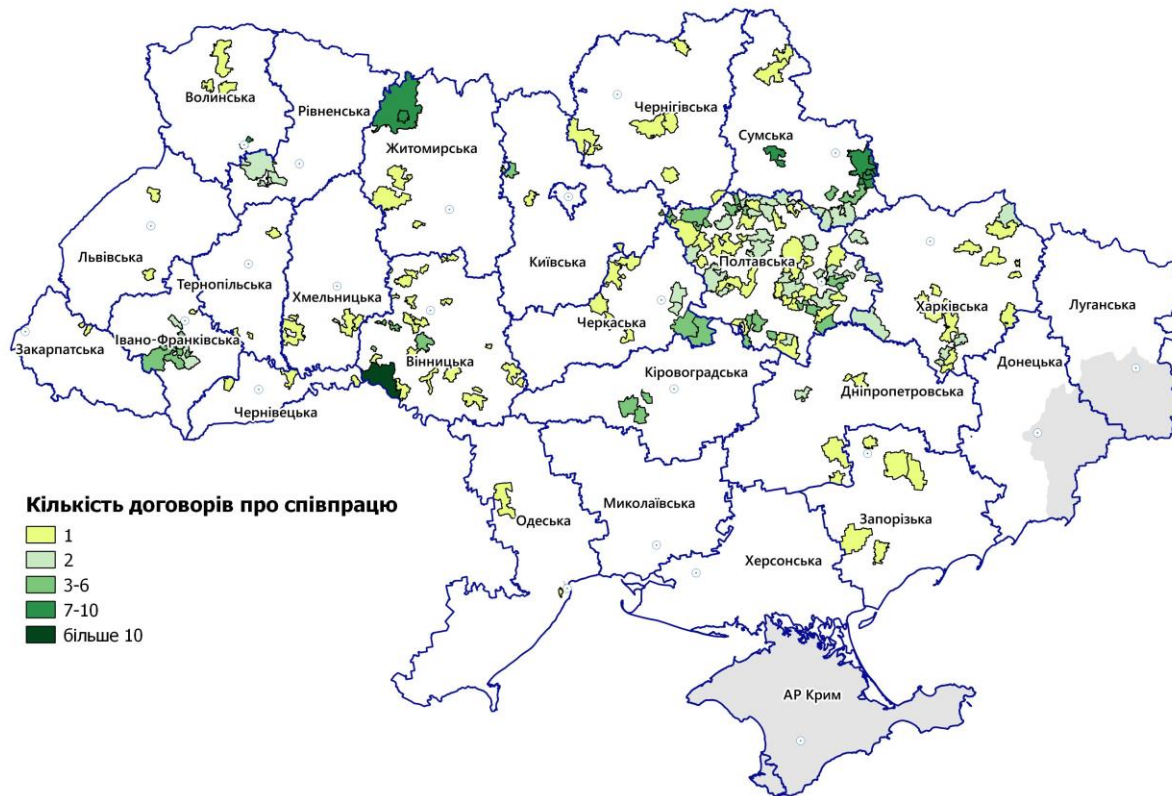 Волинська
Рівненська
Житомирська
Чернігівська
Сумська
Львівська
Тернопільська
Хмельницька
Київська
Полтавська
Харківська
Луганська
Закарпатська
Івано-Франківська
Вінницька
Черкаська
Чернівецька
Кіровоградська
Дніпропетровська
Донецька
Одеська
Миколаївська
Запорізька
Херсонська
АР Крим
Кількість договорів про співпрацю
1
2
3-6
7-10
більше 10